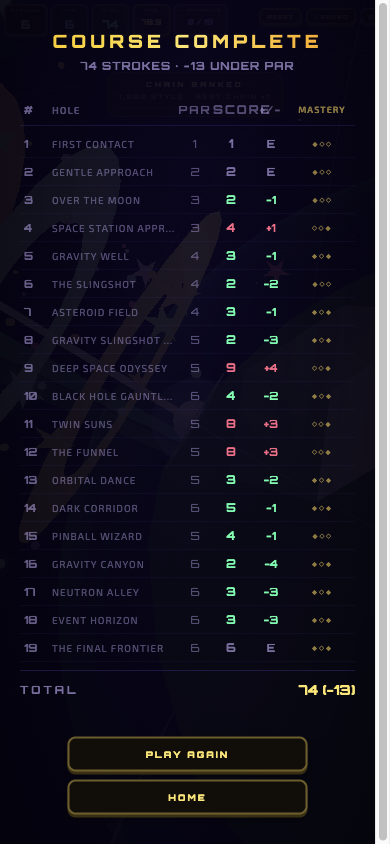 COURSE COMPLETE
74 STROKES · -13 UNDER PAR
CHAIN BANKED
# HOLE PAR SCORE +/- MASTERY
1 FIRST CONTACT 1 1 E ◆◇◇
2 GENTLE APPROACH 2 2 E ◆◇◇
3 OVER THE MOON 3 2 -1 ◆◇◇
4 SPACE STATION APPR... 3 4 +1 ◇◇◆
5 GRAVITY WELL 4 3 -1 ◆◇◆
6 THE SLINGSHOT 4 2 -2 ◆◇◇
7 ASTEROID FIELD 4 3 -1 ◆◇◆
8 GRAVITY SLINGSHOT ... 5 2 -3 ◆◇◆
9 DEEP SPACE ODYSSEY 5 9 +4 ◇◇◆
10 BLACK HOLE GAUNTL... 6 4 -2 ◆◇◆
11 TWIN SUNS 5 8 +3 ◇◇◆
12 THE FUNNEL 5 8 +3 ◇◇◆
13 ORBITAL DANCE 5 3 -2 ◆◇◆
14 DARK CORRIDOR 6 5 -1 ◆◇◆
15 PINBALL WIZARD 5 4 -1 ◆◇◇
16 GRAVITY CANYON 6 2 -4 ◆◇◆
17 NEUTRON ALLEY 6 3 -3 ◆◇◆
18 EVENT HORIZON 6 3 -3 ◆◇◆
19 THE FINAL FRONTIER 6 6 E ◆◇◆
TOTAL 74 (-13)
PLAY AGAIN
HOME